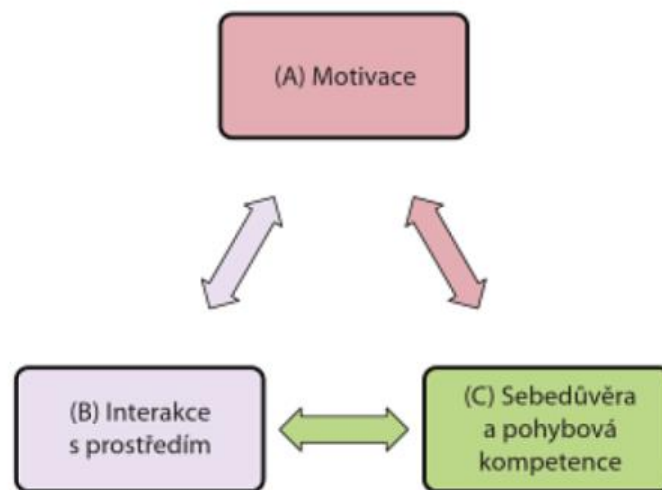 (A) Motivace
(B) Interakce
s prostředím
(C) Sebedůvěra
a pohybová
kompetence